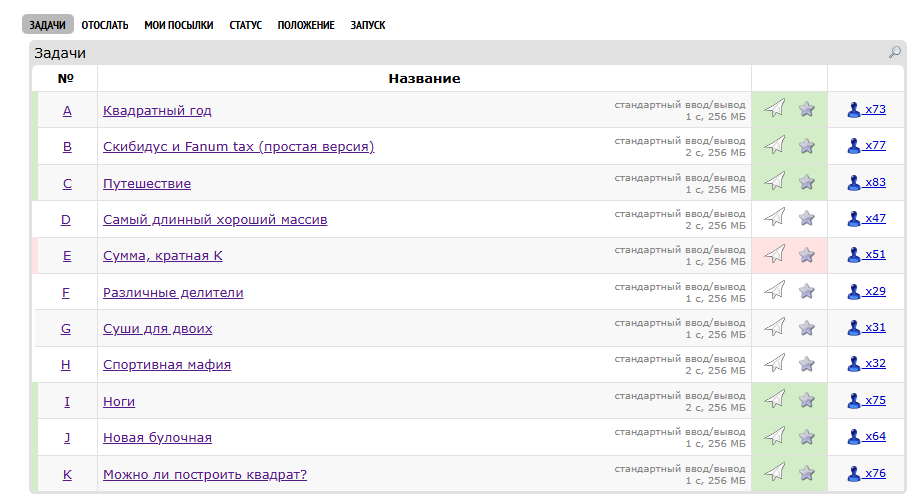 ЗАДАЧИ ОТОСЛАТЬ МОИ ПОСЫЛКИ СТАТУС ПОЛОЖЕНИЕ ЗАПУСК
Задачи
№ Название
A Квадратный год стандартный ввод/вывод x73
1 с, 256 МБ
B Скибидус и Fanum tax (простая версия) стандартный ввод/вывод x77
2 с, 256 МБ
C Путешествие стандартный ввод/вывод x83
1 с, 256 МБ
D Самый длинный хороший массив стандартный ввод/вывод x47
2 с, 256 МБ
E Сумма, кратная K стандартный ввод/вывод x51
1 с, 256 МБ
F Различные делители стандартный ввод/вывод x29
1 с, 256 МБ
G Суши для двоих стандартный ввод/вывод x31
1 с, 256 МБ
H Спортивная мафия стандартный ввод/вывод x32
2 с, 256 МБ
I Ноги стандартный ввод/вывод x75
2 с, 256 МБ
J Новая булочная стандартный ввод/вывод x64
1 с, 256 МБ
K Можно ли построить квадрат? стандартный ввод/вывод x76
1 с, 256 МБ